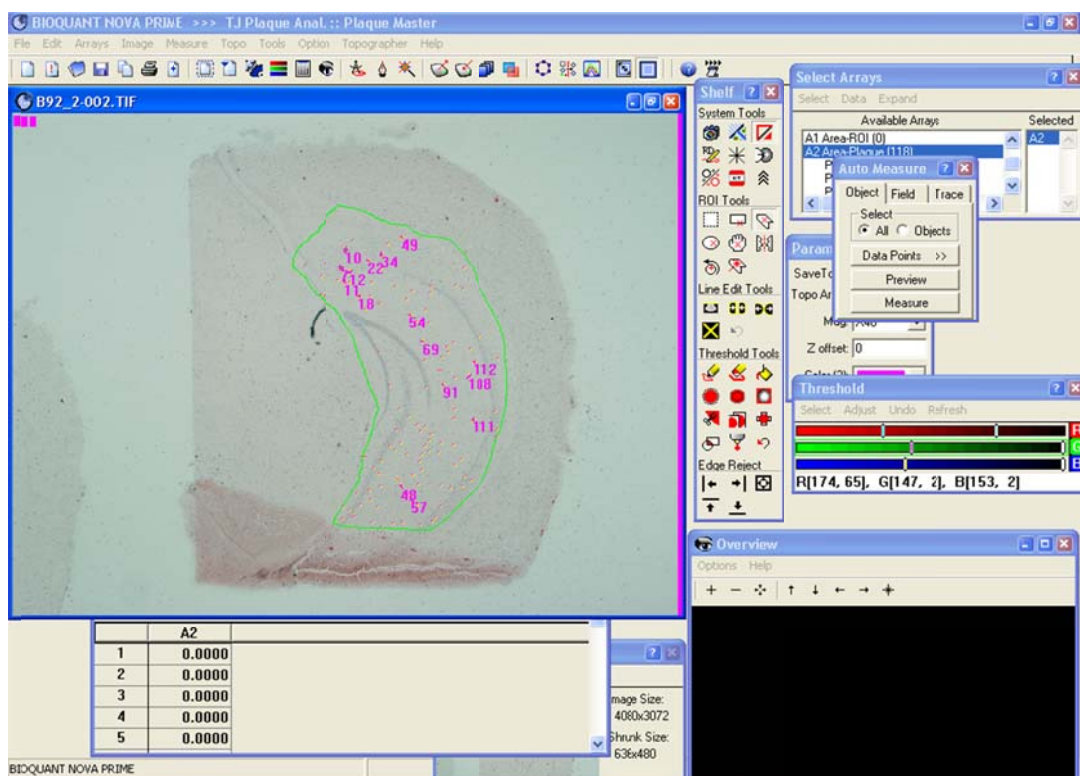 BIOQUANT NOVA PRIME >>> TJ Plaque Anal. :: Plaque Master
File Edit Arrays Image Measure Topo Tools Option Topographer Help
B92_2-002.TIF
49
10
34
22
12
11
18
54
69
112
108
91
111
48
57
A2
1 0.0000
2 0.0000
3 0.0000
4 0.0000
5 0.0000
BIOQUANT NOVA PRIME
Shelf
System Tools
ROI Tools
Line Edit Tools
Threshold Tools
Edge Reject
Select Arrays
Select Data Expand
Available Arrays Selected
A1 Area-ROI (0) A2
A2 Area-Plaque (118)
Auto Measure
Object Field Trace
Select
All Objects
Data Points >>
Preview
Measure
Param
SaveTo
Topo Ar
Mag: X40
Z offset: 0
Threshold
Select Adjust Undo Refresh
R
G
B
R[174, 65], G[147, 2], B[153, 2]
Overview
Options Help
Image Size:
4080x3072
Shrunk Size:
636x480